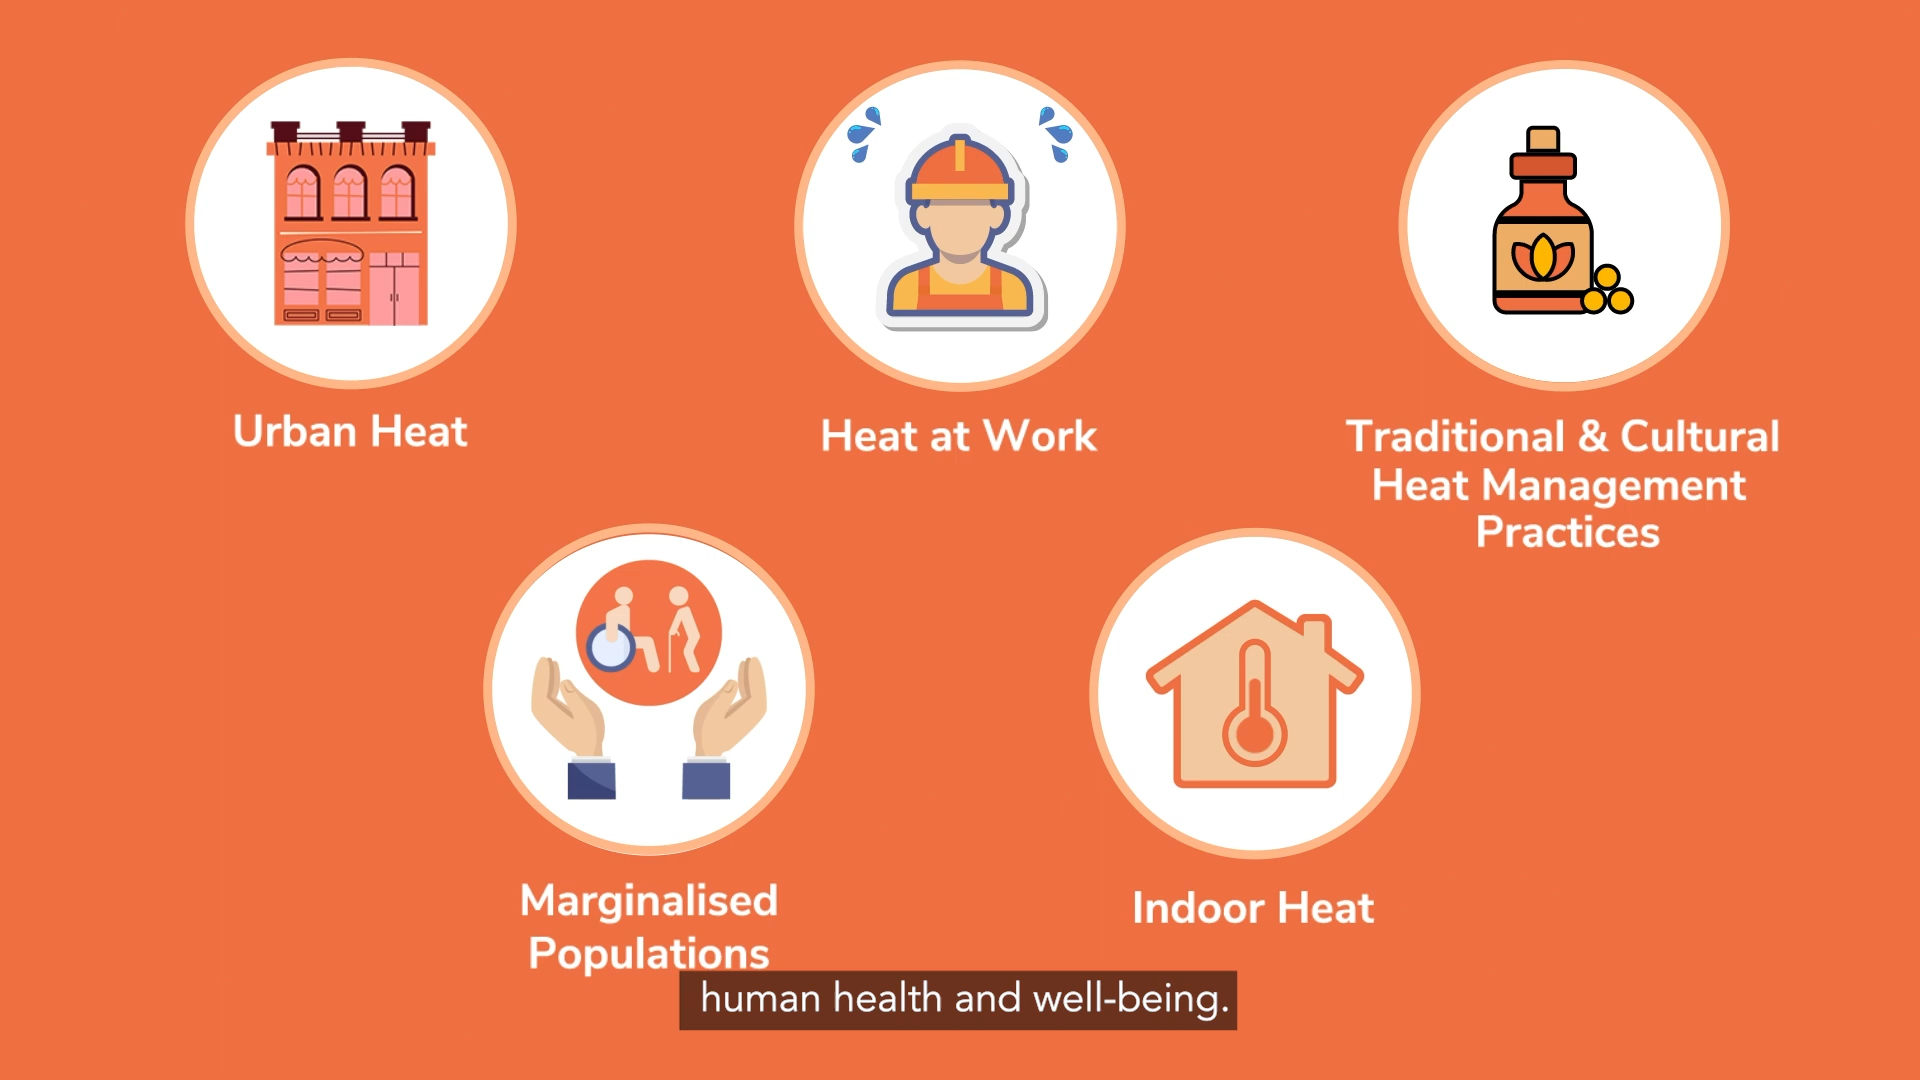 Urban Heat
Heat at Work
Traditional & Cultural
Heat Management
Practices
Marginalised
Populations
Indoor Heat
human health and well-being.